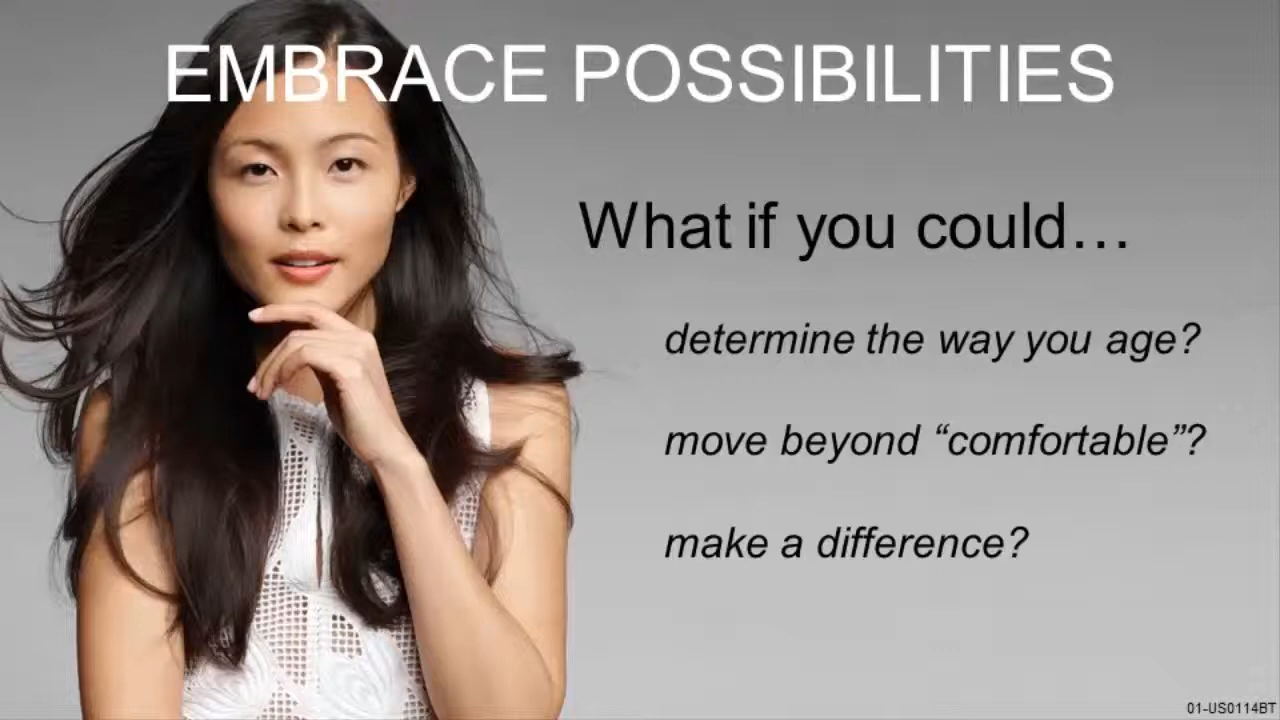 EMBRACE POSSIBILITIES
What if you could…
determine the way you age?
move beyond “comfortable”?
make a difference?
01-US0114BT